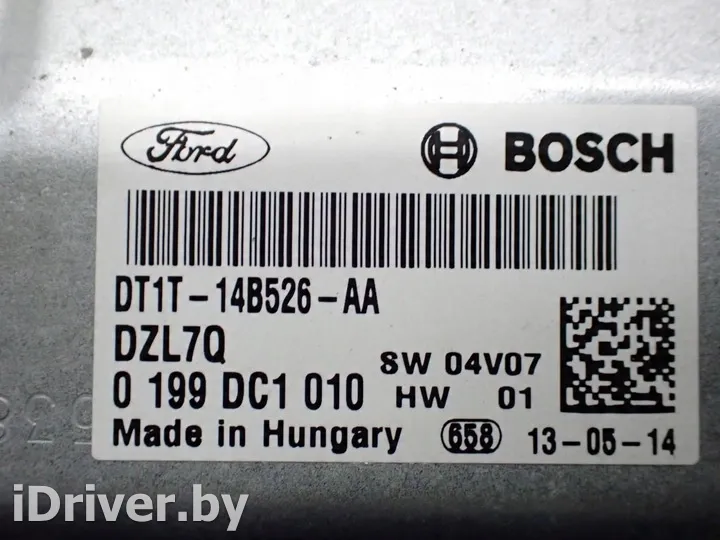 Ford BOSCH
DT1T-14B526-AA
DZL7Q
SW 04V07
0 199 DC1 010 HW 01
Made in Hungary 658 13-05-14
iDriver.by